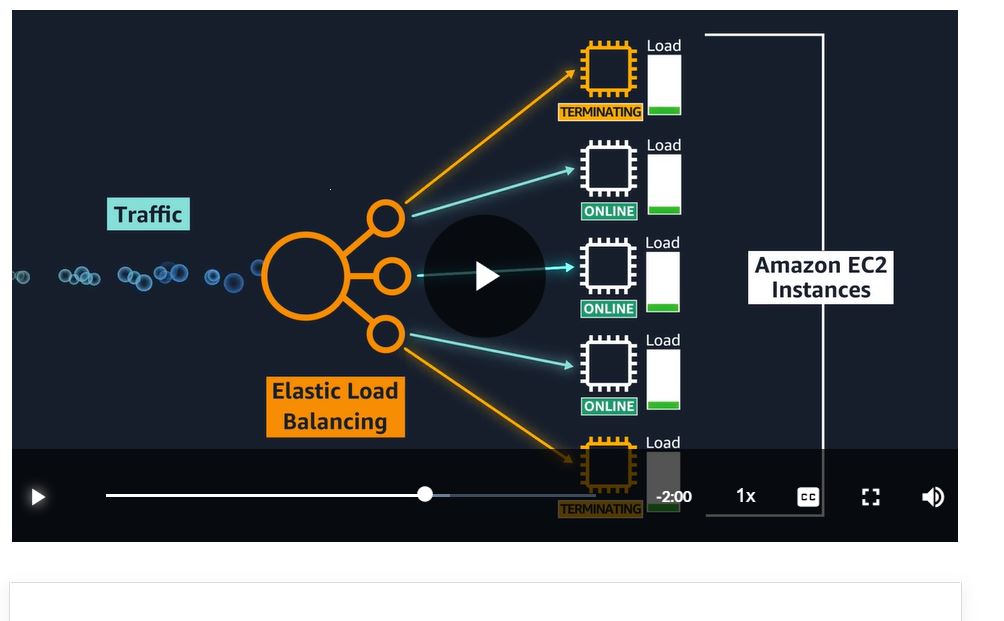 Load
TERMINATING
Load
Traffic
ONLINE
Load
Amazon EC2
Instances
ONLINE
Load
Elastic Load
Balancing
ONLINE
Load
-2:00
1x
CC
TERMINATING